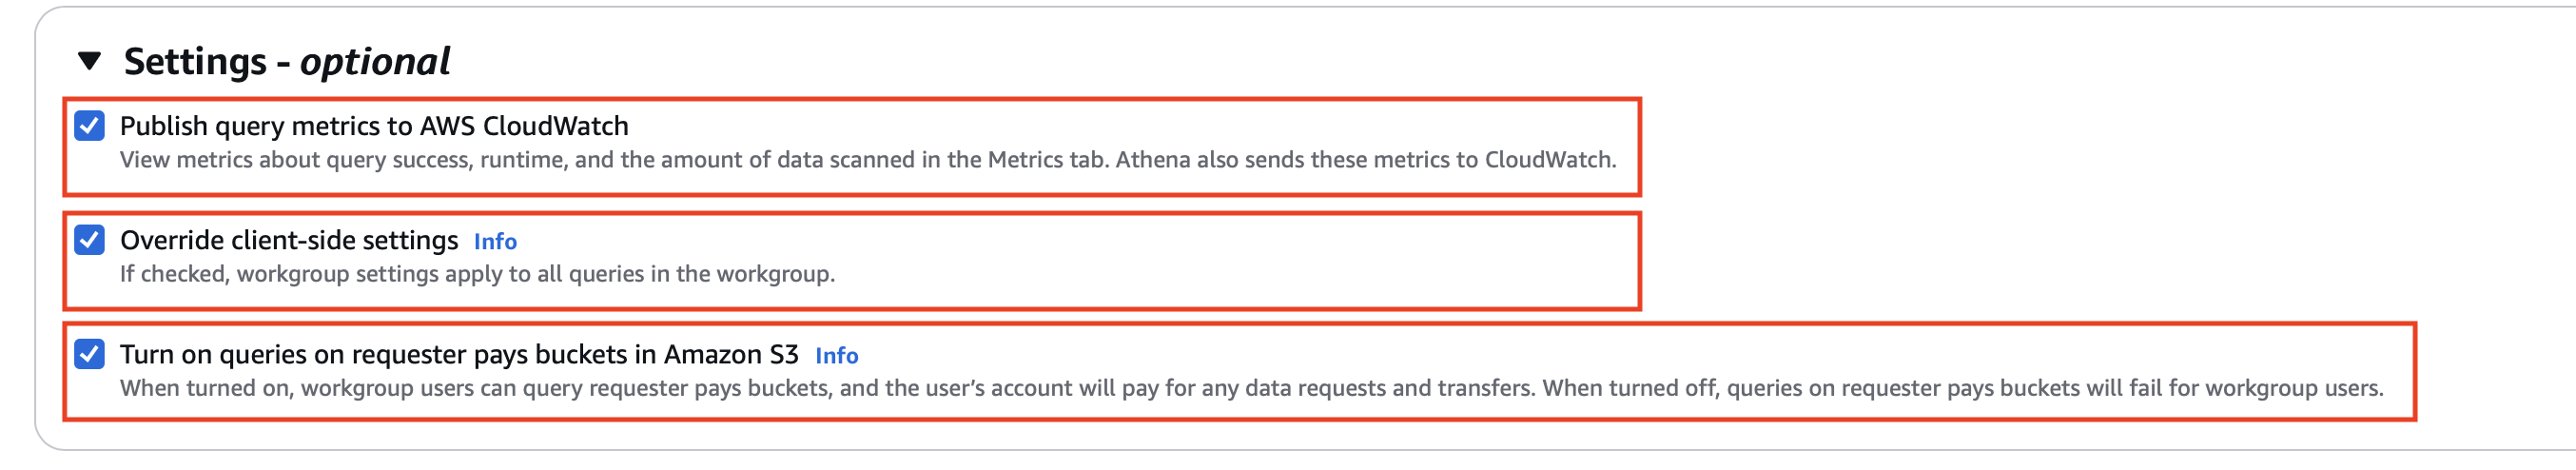 Settings - optional
Publish query metrics to AWS CloudWatch
View metrics about query success, runtime, and the amount of data scanned in the Metrics tab. Athena also sends these metrics to CloudWatch.
Override client-side settings Info
If checked, workgroup settings apply to all queries in the workgroup.
Turn on queries on requester pays buckets in Amazon S3 Info
When turned on, workgroup users can query requester pays buckets, and the user’s account will pay for any data requests and transfers. When turned off, queries on requester pays buckets will fail for workgroup users.